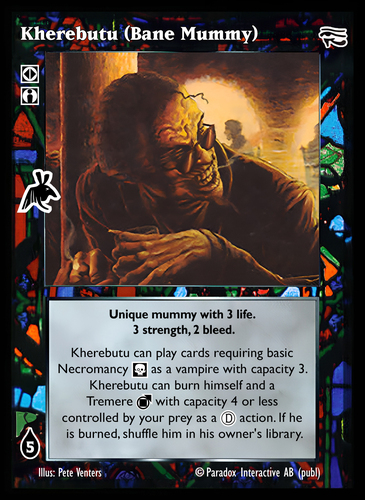 Kherebutu (Bane Mummy)
Unique mummy with 3 life.
3 strength, 2 bleed.
Kherebutu can play cards requiring basic
Necromancy as a vampire with capacity 3.
Kherebutu can burn himself and a
Tremere with capacity 4 or less
controlled by your prey as a D action. If he
is burned, shuffle him in his owner's library.
5
Illus: Pete Venters © Paradox Interactive AB (publ)